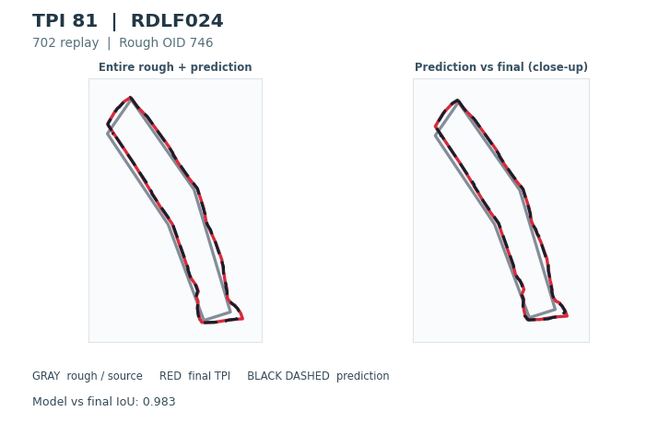 TPI 81 | RDLF024
702 replay | Rough OID 746
Entire rough + prediction
Prediction vs final (close-up)
GRAY rough / source RED final TPI BLACK DASHED prediction
Model vs final IoU: 0.983